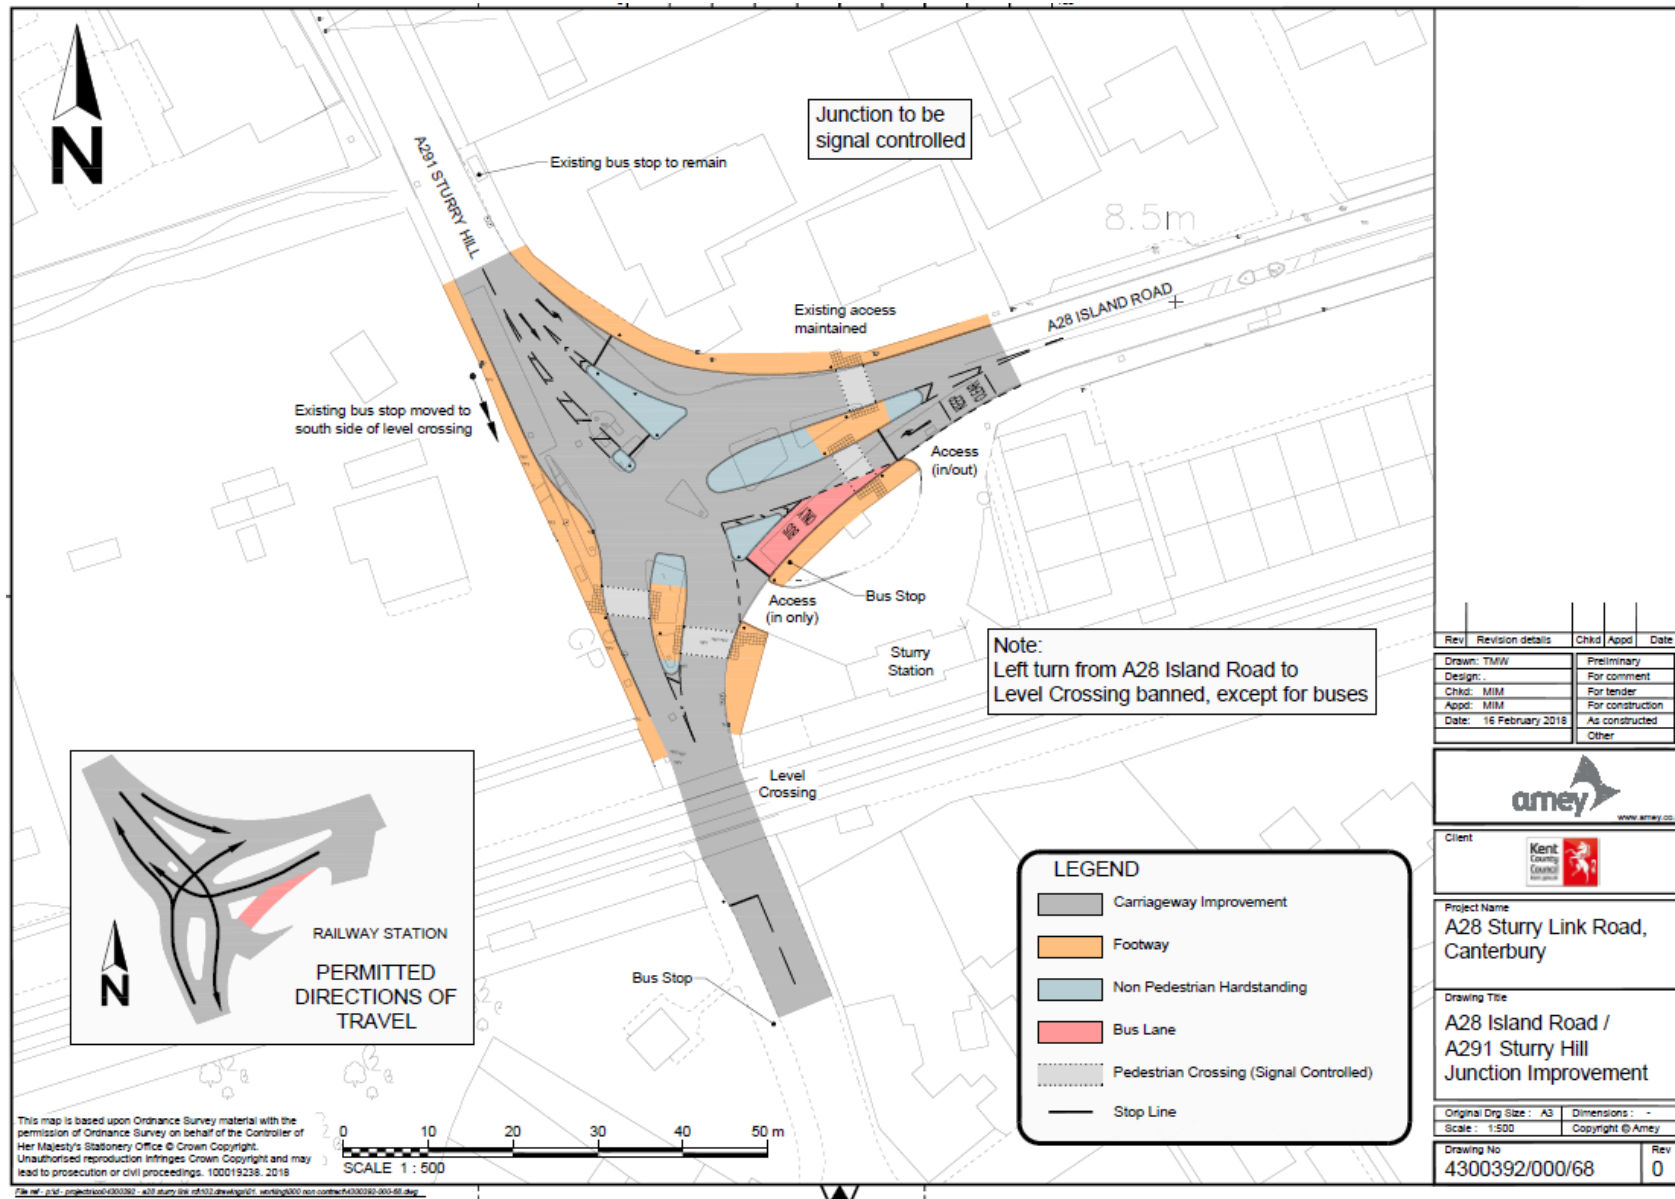 N
A291 STURRY HILL
Existing bus stop to remain
Junction to be
signal controlled
8.5m
A28 ISLAND ROAD
Existing access
maintained
Existing bus stop moved to
south side of level crossing
KEEP
CLEAR
Access
(in/out)
BUS
ONLY
Bus Stop
Access
(in only)
GP
Sturry
Station
Note:
Left turn from A28 Island Road to
Level Crossing banned, except for buses
Level
Crossing
Bus Stop
N
RAILWAY STATION
PERMITTED
DIRECTIONS OF
TRAVEL
LEGEND
Carriageway Improvement
Footway
Non Pedestrian Hardstanding
Bus Lane
Pedestrian Crossing (Signal Controlled)
Stop Line
This map is based upon Ordnance Survey material with the
permission of Ordnance Survey on behalf of the Controller of
Her Majesty's Stationery Office © Crown Copyright.
Unauthorised reproduction infringes Crown Copyright and may
lead to prosecution or civil proceedings. 100019238. 2018
0 10 20 30 40 50 m
SCALE 1 : 500
Rev Revision details Chkd Appd Date
Drawn: TMW
Design: .
Chkd: MIM
Appd: MIM
Date: 16 February 2018
Preliminary
For comment
For tender
For construction
As constructed
Other
amey
www.amey.co.
Client
Kent
County
Council
Project Name
A28 Sturry Link Road,
Canterbury
Drawing Title
A28 Island Road /
A291 Sturry Hill
Junction Improvement
Original Drg Size : A3 Dimensions : -
Scale : 1:500 Copyright © Amey
Drawing No Rev
4300392/000/68 0